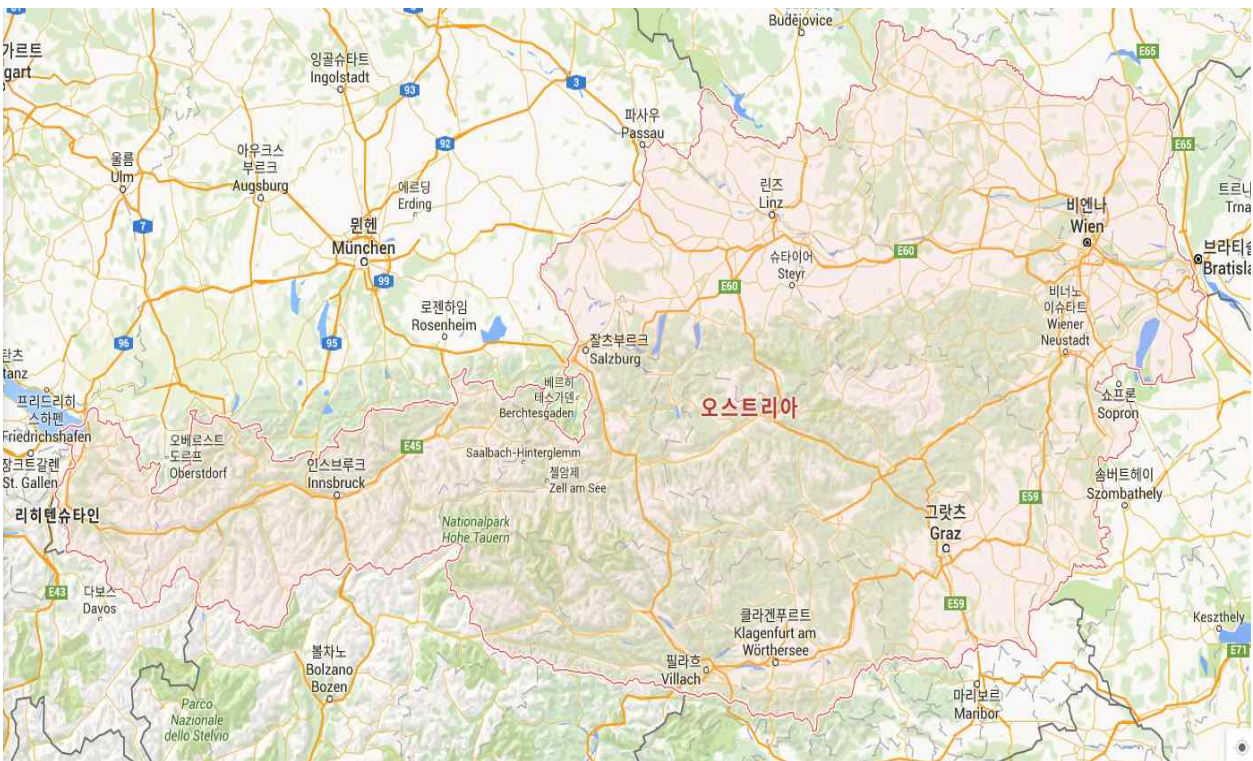 Budějovice
E65
가르트
gart
잉골슈타트
Ingolstadt
3
93
E65
파사우
Passau
92
울름
Ulm
아우크스
부르크
Augsburg
에르딩
Erding
린즈
Linz
비엔나
Wien
트르나
Trna
7
뮌헨
München
99
슈타이어
Steyr
E60
브라티슬
Bratisla
E60
로젠하임
Rosenheim
비너노
이슈타트
Wiener
Neustadt
96
95
잘츠부르크
Salzburg
탄츠
tanz
베르히
테스가덴
Berchtesgaden
쇼프론
Sopron
프리드리히
스하펜
Friedrichshafen
오스트리아
오베르스트
도르프
Oberstdorf
E45
Saalbach-Hinterglemm
장크트갈렌
St. Gallen
인스브루크
Innsbruck
첼암제
Zell am See
솜버트헤이
Szombathely
E59
리히텐슈타인
Nationalpark
Hohe Tauern
그랏츠
Graz
E43
다보스
Davos
E59
클라겐푸르트
Klagenfurt am
Wörthersee
Keszthely
볼차노
Bolzano
Bozen
필라흐
Villach
E71
마리보르
Maribor
Parco
Nazionale
dello Stelvio